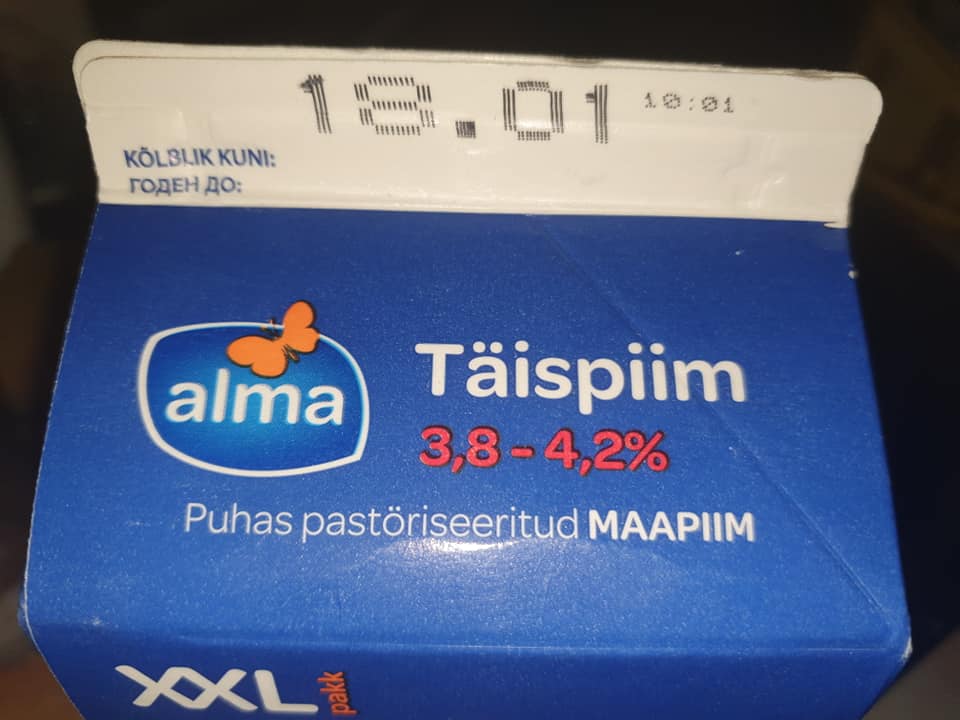 18.01 10:01
KÕLBLIK KUNI:
ГОДЕН ДО:
alma
Täispiim
3,8 - 4,2%
Puhas pastöriseeritud MAAPIIM
XXL pakk